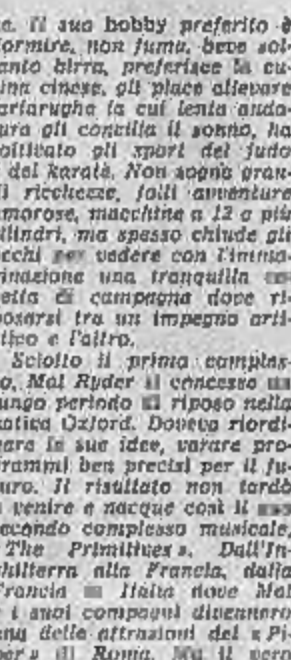 e. Il suo hobby preferito è
dormire, non fuma, beve sol-
tanto birra, preferisce la cu-
cina cinese, gli piace allevare
tartarughe la cui lenta anda-
tura gli concilia il sonno, ha
coltivato gli sport del judo
e del karatè. Non sogna gran-
di ricchezze, folli avventure
amorose, macchine a 12 o più
cilindri, ma spesso chiude gli
occhi per vedere con l'imma-
ginazione una tranquilla
di campagna dove ri-
posarsi tra un impegno arti-
stico e l'altro.
Sciolto il primo comples-
so, Mal Ryder si concesse un
lungo periodo di riposo nella
natica Oxford. Doveva riordi-
nare le sue idee, varare pro-
grammi ben precisi per il fu-
turo. Il risultato non tardò
a venire e nacque così il suo
secondo complesso musicale,
« The Primitives ». Dall'In-
ghilterra alla Francia, dalla
Francia in Italia dove Mal
e i suoi compagni divennero
una delle attrazioni del « Pi-
per » di Roma. Ma il vero